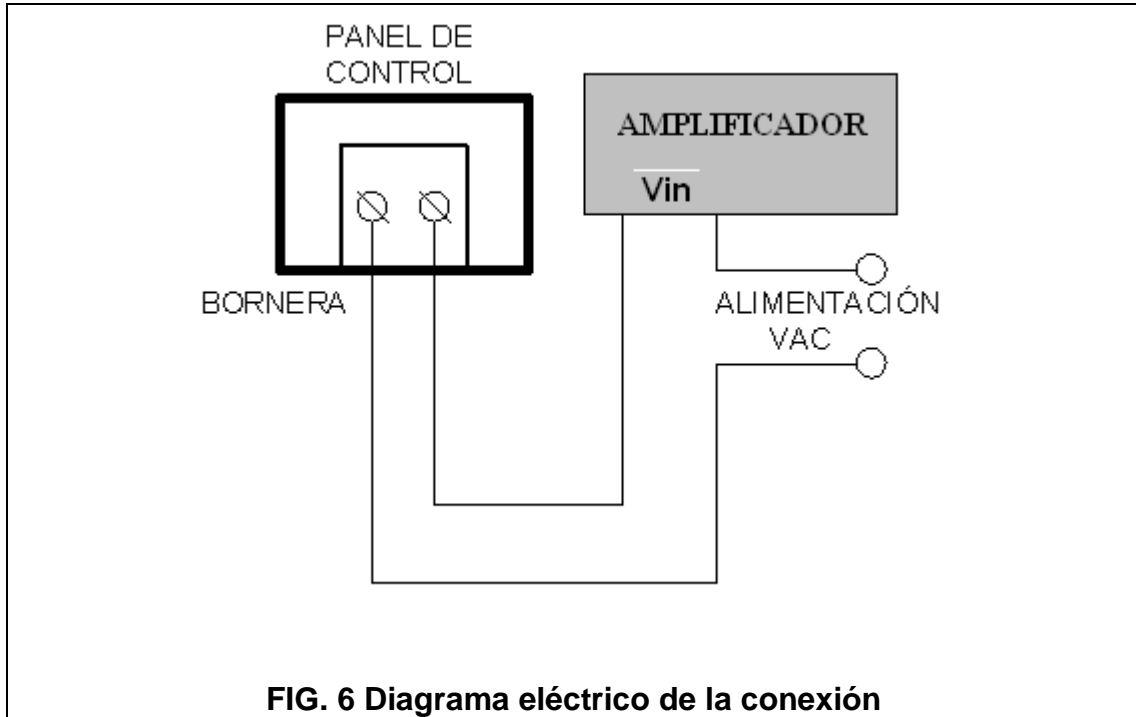 PANEL DE
CONTROL
AMPLIFICADOR
Vin
BORNERA
ALIMENTACIÓN
VAC
FIG. 6 Diagrama eléctrico de la conexión